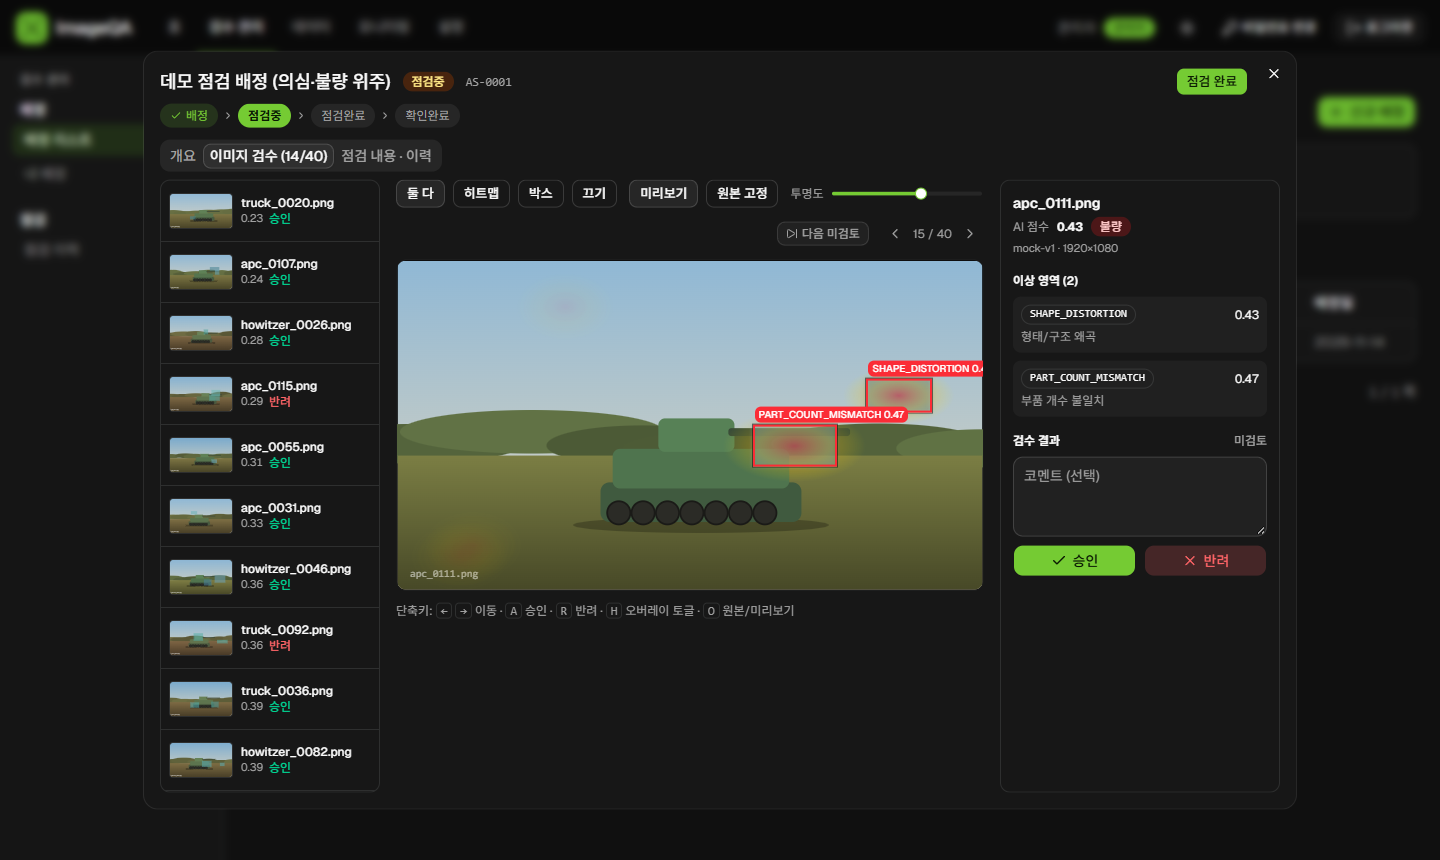 ImageQA
데모 점검 배정 (의심·불량 위주) 점검중 AS-0001
점검 완료
배정 점검중 점검완료 확인완료
개요 이미지 검수 (14/40) 점검 내용 · 이력
truck_0020.png
0.23 승인
apc_0107.png
0.24 승인
howitzer_0026.png
0.28 승인
apc_0115.png
0.29 반려
apc_0055.png
0.31 승인
apc_0031.png
0.33 승인
howitzer_0046.png
0.36 승인
truck_0092.png
0.36 반려
truck_0036.png
0.39 승인
howitzer_0082.png
0.39 승인
둘 다 히트맵 박스 끄기 미리보기 원본 고정 투명도
다음 미검토 15 / 40
SHAPE_DISTORTION 0.4
PART_COUNT_MISMATCH 0.47
apc_0111.png
단축키: ← → 이동 · A 승인 · R 반려 · H 오버레이 토글 · O 원본/미리보기
apc_0111.png
AI 점수 0.43 불량
mock-v1 · 1920×1080
이상 영역 (2)
SHAPE_DISTORTION 0.43
형태/구조 왜곡
PART_COUNT_MISMATCH 0.47
부품 개수 불일치
검수 결과 미검토
코멘트 (선택)
승인 반려